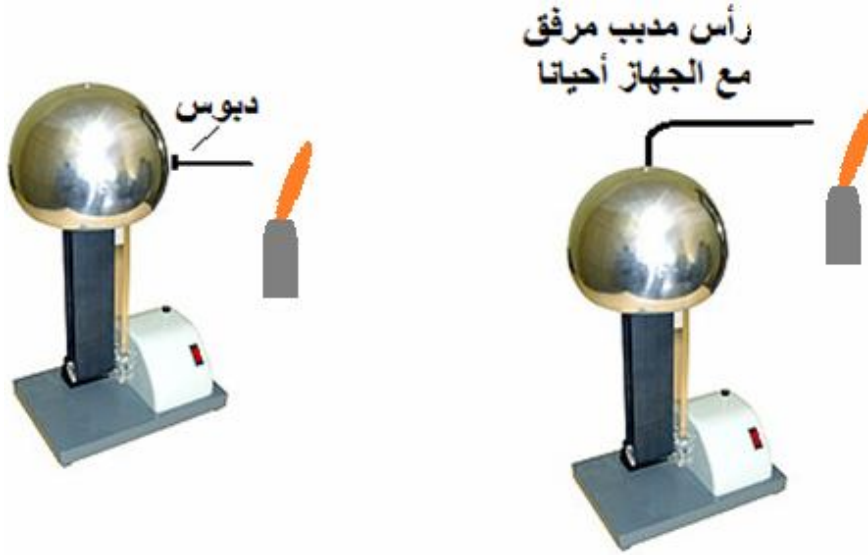 دبوس
رأس مدبب مرفق
مع الجهاز أحيانا